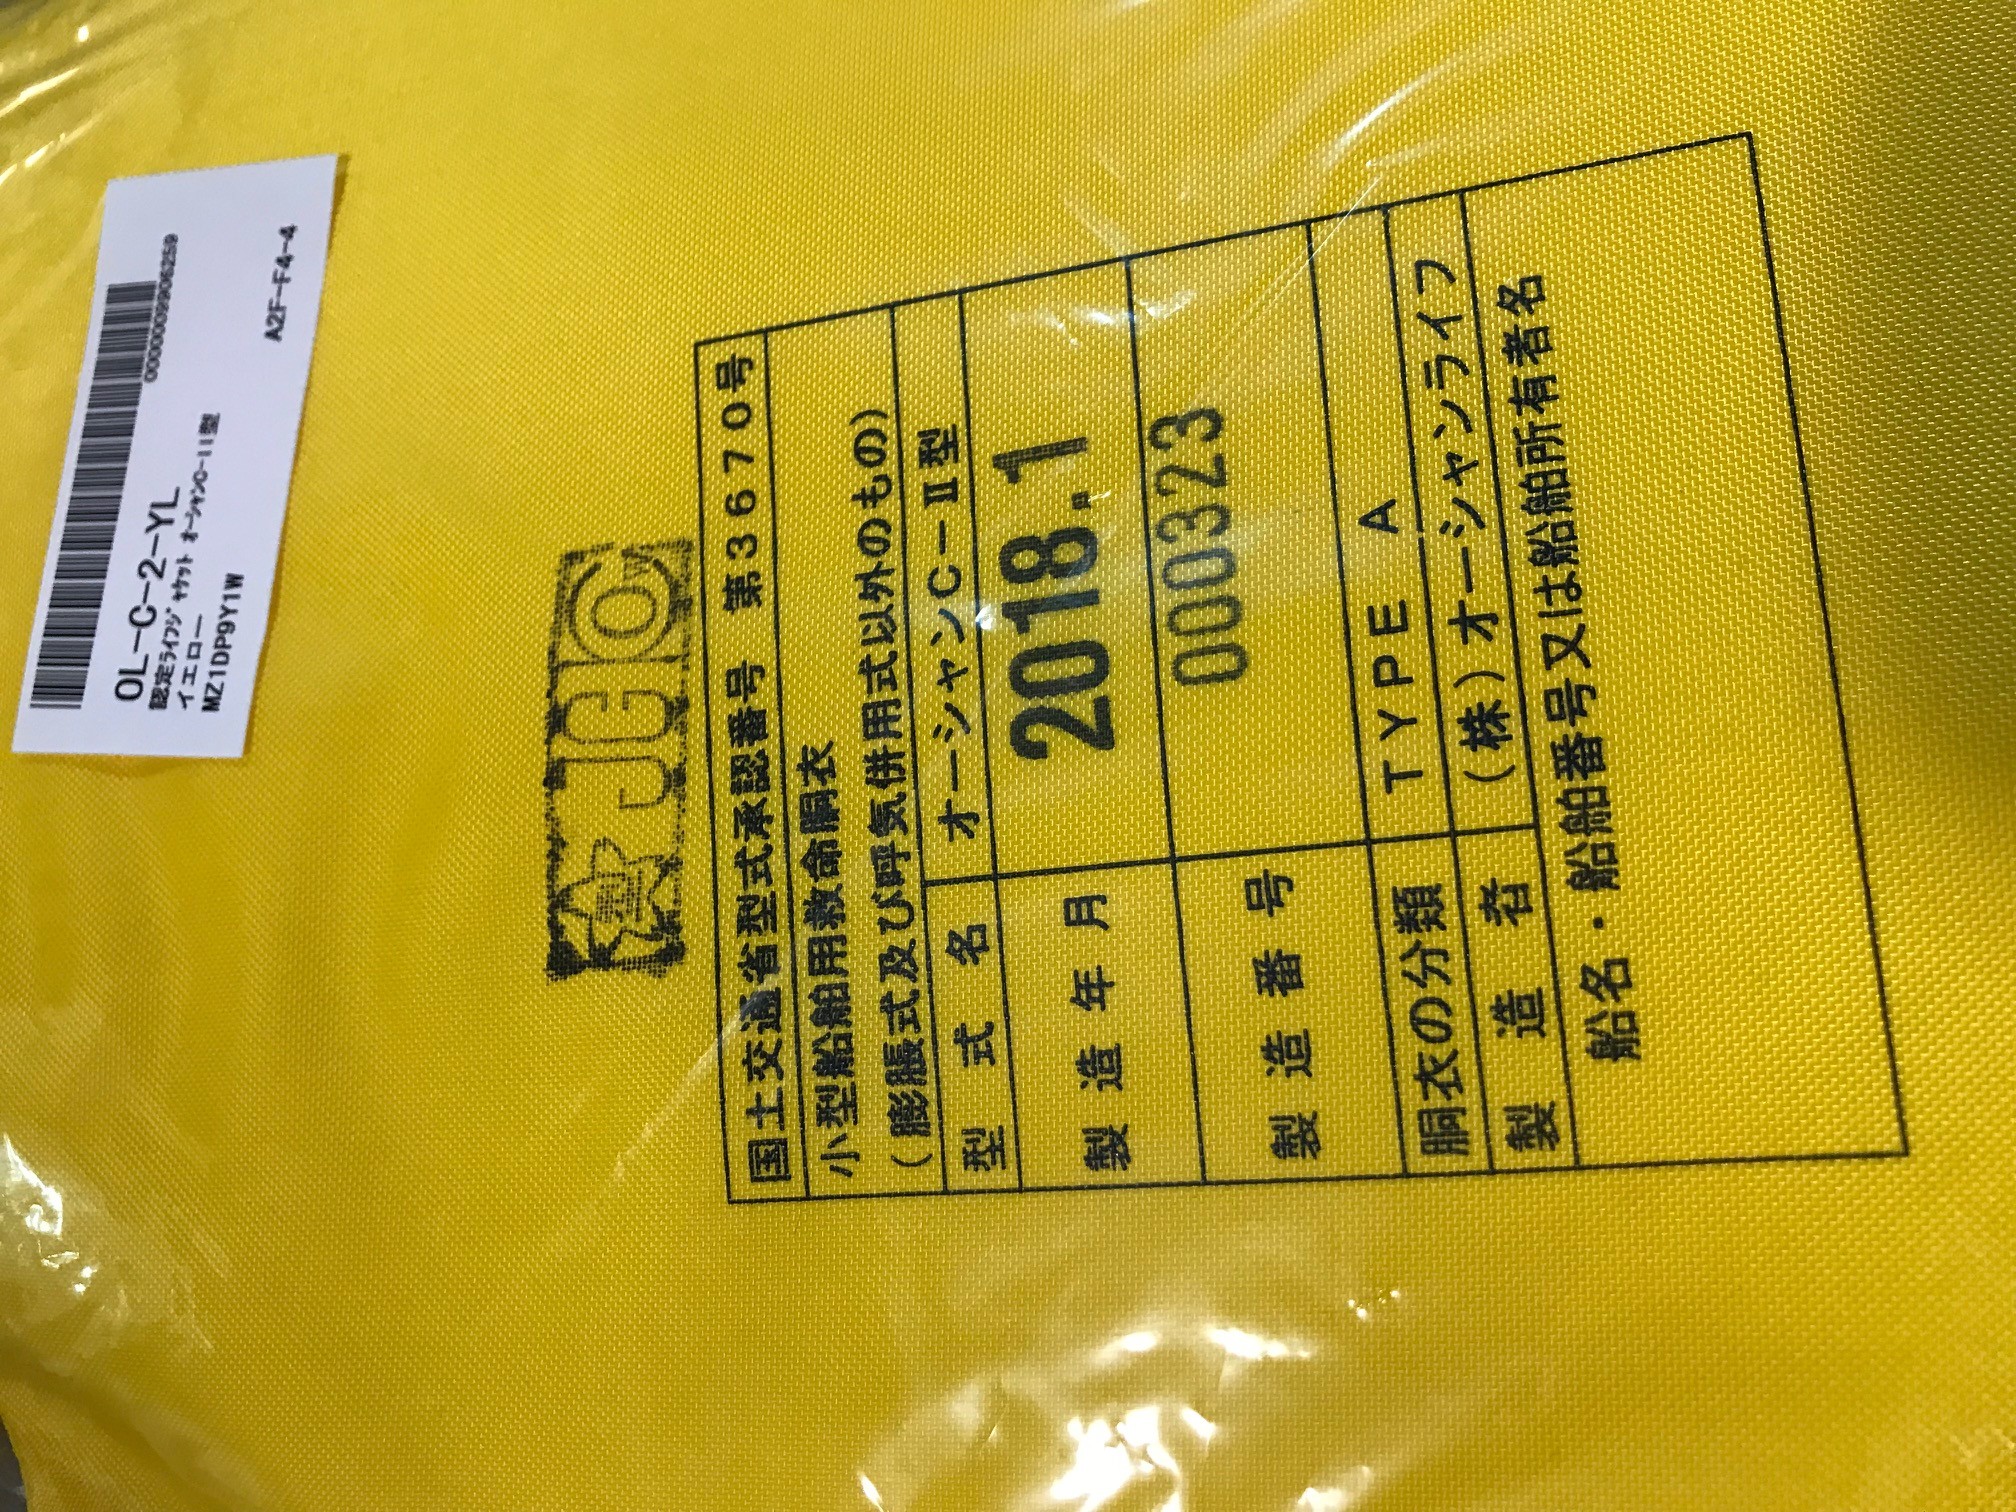 0000009906259
OL-C-2-YL
認定ライフジャケット オーシャンC-II型
イエロー
MZ1DP9Y1W
A2F-F4-4
JCI
国土交通省型式承認番号 第3670号
小型船舶用救命胴衣
(膨脹式及び呼気併用式以外のもの)
型式名 オーシャンC-II型
製造年月 2018.1
製造番号 000323
胴衣の分類 TYPE A
製造者 (株)オーシャンライフ
船名・船舶番号又は船舶所有者名